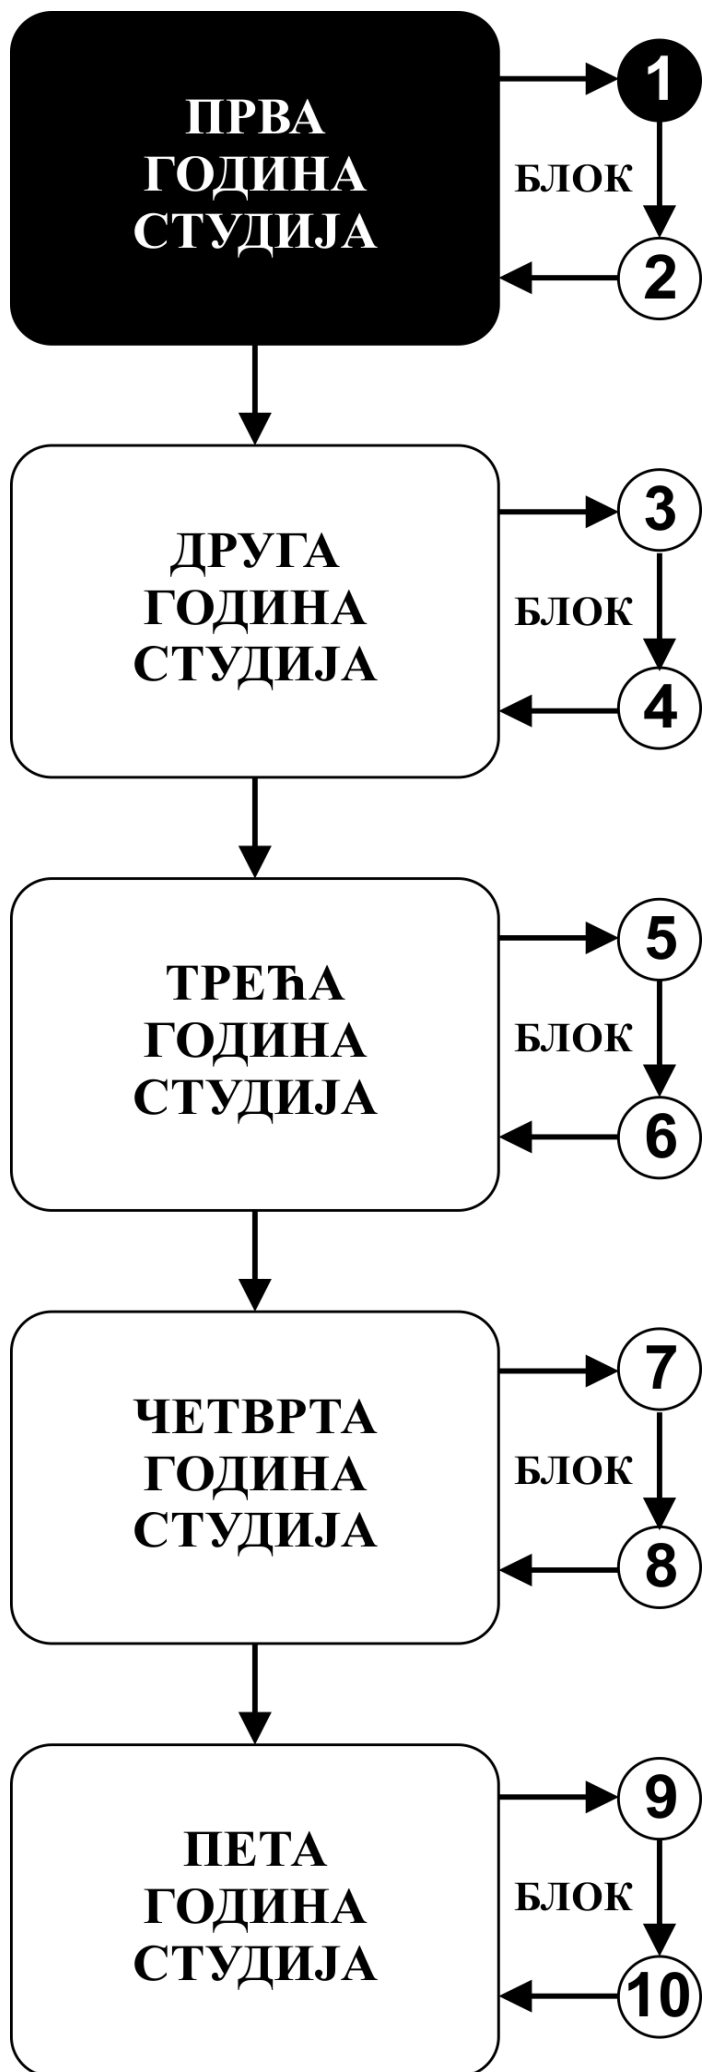 ПРВА
ГОДИНА
СТУДИЈА
1
БЛОК
2
ДРУГА
ГОДИНА
СТУДИЈА
3
БЛОК
4
ТРЕЋА
ГОДИНА
СТУДИЈА
5
БЛОК
6
ЧЕТВРТА
ГОДИНА
СТУДИЈА
7
БЛОК
8
ПЕТА
ГОДИНА
СТУДИЈА
9
БЛОК
10